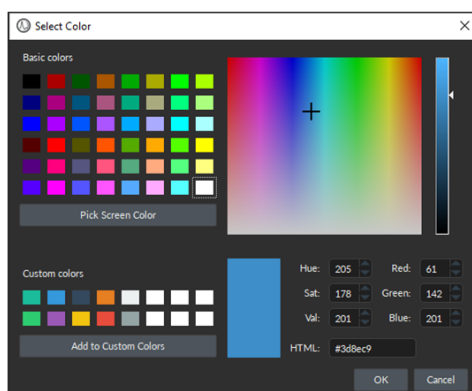 Select Color
Basic colors
Pick Screen Color
Custom colors
Add to Custom Colors
Hue: 205 Red: 61
Sat: 178 Green: 142
Val: 201 Blue: 201
HTML: #3d8ec9
OK Cancel